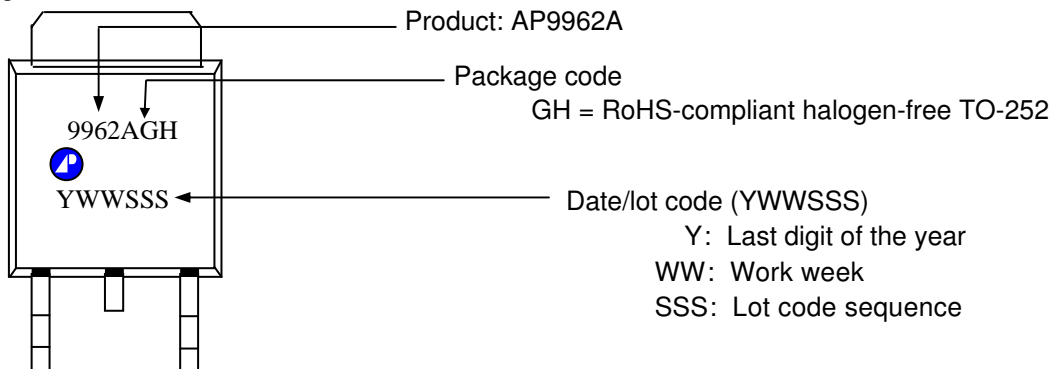 Product: AP9962A
Package code
GH = RoHS-compliant halogen-free TO-252
9962AGH
YWWSSS
Date/lot code (YWWSSS)
Y: Last digit of the year
WW: Work week
SSS: Lot code sequence